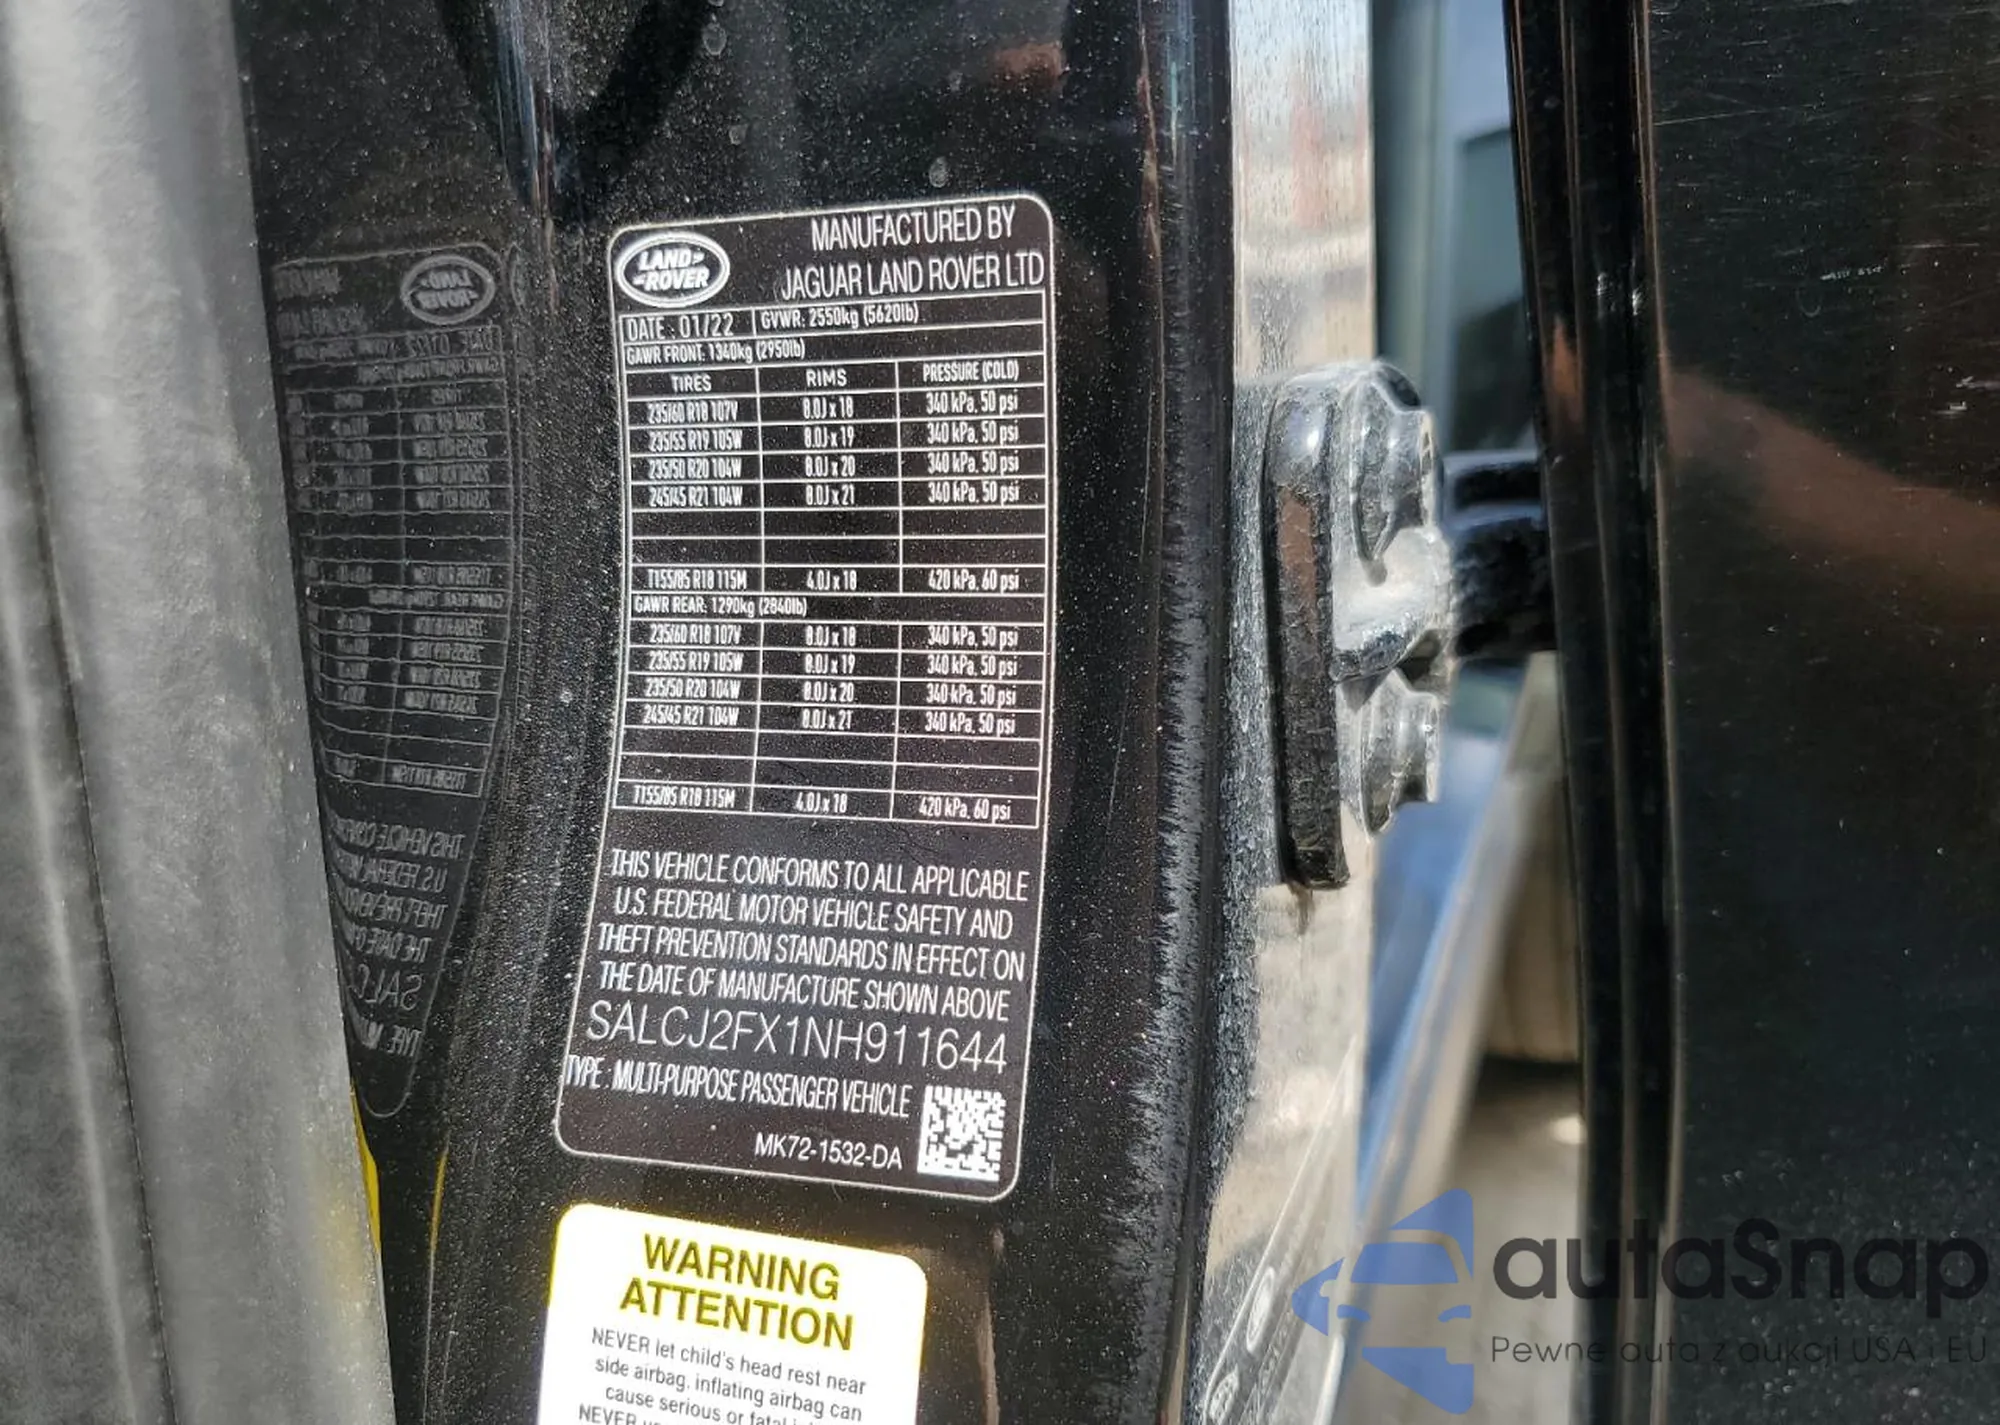 LAND-
-ROVER
MANUFACTURED BY
JAGUAR LAND ROVER LTD
DATE : 01/22 GVWR: 2550kg (5620lb)
GAWR FRONT: 1340kg (2950lb)
TIRES RIMS PRESSURE (COLD)
235/60 R18 107V 8.0J x 18 340 kPa, 50 psi
235/55 R19 105W 8.0J x 19 340 kPa, 50 psi
235/50 R20 104W 8.0J x 20 340 kPa, 50 psi
245/45 R21 104W 8.0J x 21 340 kPa, 50 psi
T155/85 R18 115M 4.0J x 18 420 kPa, 60 psi
GAWR REAR: 1290kg (2840lb)
235/60 R18 107V 8.0J x 18 340 kPa, 50 psi
235/55 R19 105W 8.0J x 19 340 kPa, 50 psi
235/50 R20 104W 8.0J x 20 340 kPa, 50 psi
245/45 R21 104W 8.0J x 21 340 kPa, 50 psi
T155/85 R18 115M 4.0J x 18 420 kPa, 60 psi
THIS VEHICLE CONFORMS TO ALL APPLICABLE
U.S. FEDERAL MOTOR VEHICLE SAFETY AND
THEFT PREVENTION STANDARDS IN EFFECT ON
THE DATE OF MANUFACTURE SHOWN ABOVE
SALCJ2FX1NH911644
TYPE : MULTI-PURPOSE PASSENGER VEHICLE
MK72-1532-DA
WARNING
ATTENTION
NEVER let child's head rest near
side airbag, inflating airbag can
cause serious or fatal
NEVER
autaSnap
Pewne auta z aukcji USA i EU